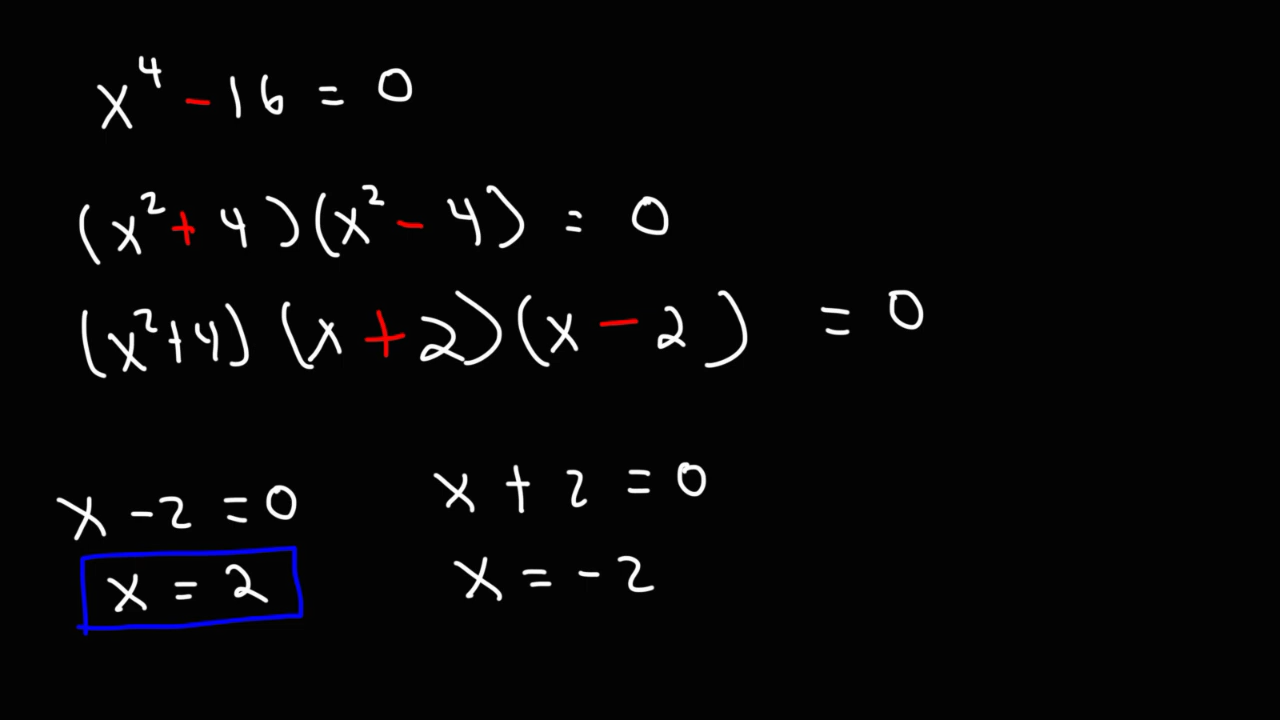 x⁴ - 16 = 0
(x² + 4)(x² - 4) = 0
(x² + 4)(x + 2)(x - 2) = 0
x - 2 = 0
x = 2
x + 2 = 0
x = -2